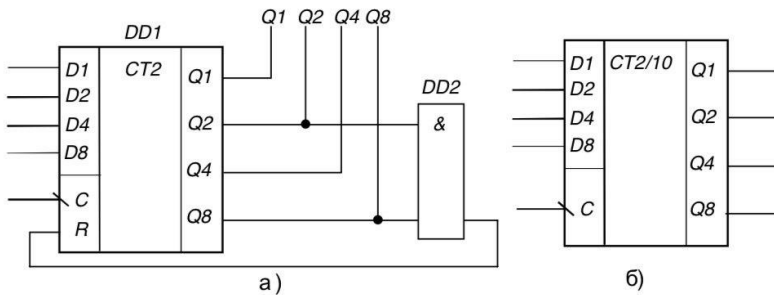 Q1 Q2 Q4 Q8
DD1
CT2
D1
D2
D4
D8
C
R
Q1
Q2
Q4
Q8
DD2
&
а)
CT2/10
D1
D2
D4
D8
C
Q1
Q2
Q4
Q8
б)